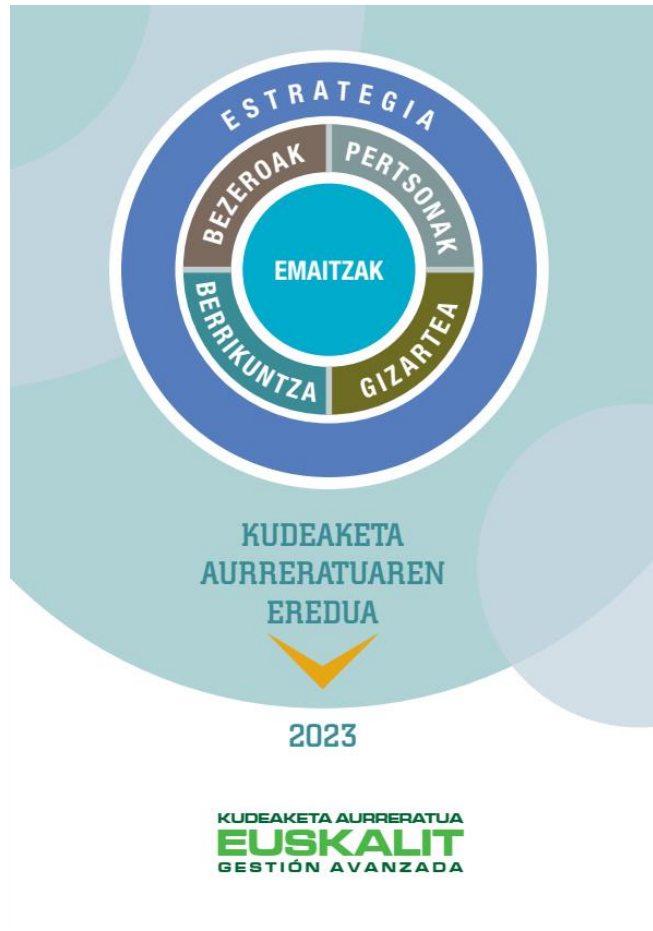 ESTRATEGIA
BEZEROAK
PERTSONAK
EMAITZAK
BERRIKUNTZA
GIZARTEA
KUDEAKETA
AURRERATUAREN
EREDUA
2023
KUDEAKETA AURRERATUA
EUSKALIT
GESTIÓN AVANZADA